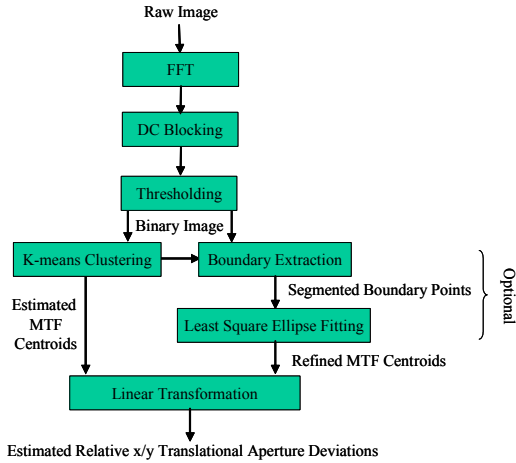 Raw Image
FFT
DC Blocking
Thresholding
Binary Image
K-means Clustering
Boundary Extraction
Segmented Boundary Points
Optional
Estimated
MTF
Centroids
Least Square Ellipse Fitting
Refined MTF Centroids
Linear Transformation
Estimated Relative x/y Translational Aperture Deviations